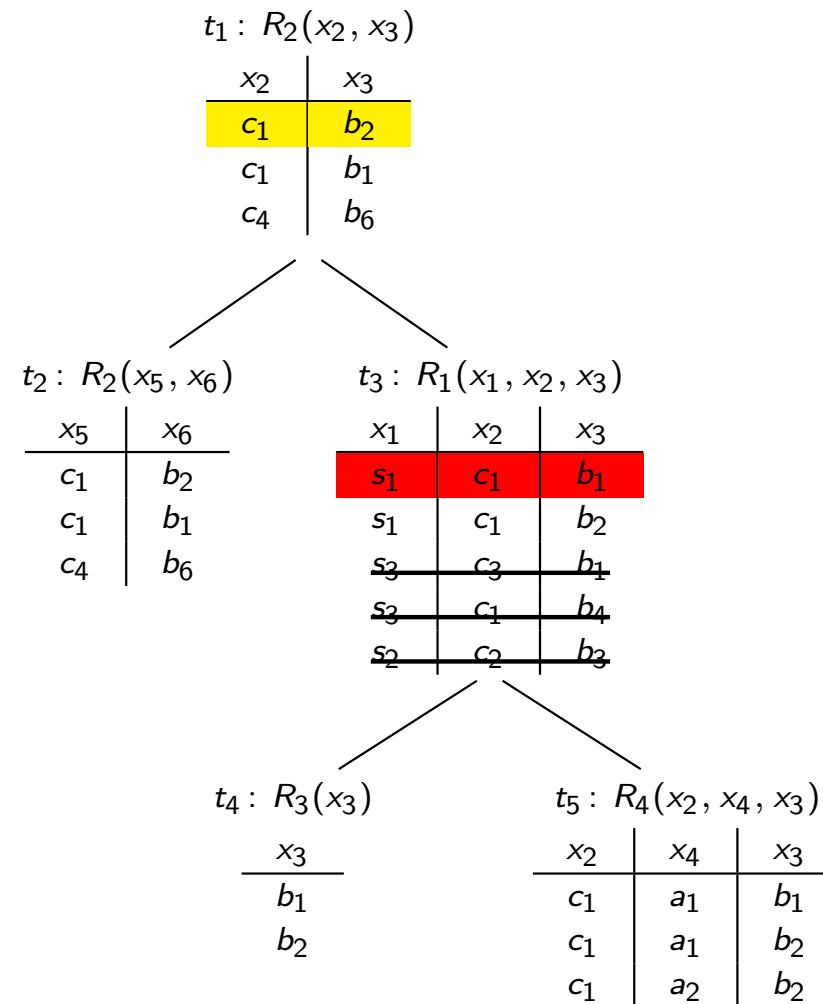 t₁ : R₂(x₂, x₃)
x₂ x₃
c₁ b₂
c₁ b₁
c₄ b₆
t₂ : R₂(x₅, x₆)
x₅ x₆
c₁ b₂
c₁ b₁
c₄ b₆
t₃ : R₁(x₁, x₂, x₃)
x₁ x₂ x₃
s₁ c₁ b₁
s₁ c₁ b₂
s₃ c₃ b₁
s₃ c₁ b₄
s₂ c₂ b₃
t₄ : R₃(x₃)
x₃
b₁
b₂
t₅ : R₄(x₂, x₄, x₃)
x₂ x₄ x₃
c₁ a₁ b₁
c₁ a₁ b₂
c₁ a₂ b₂